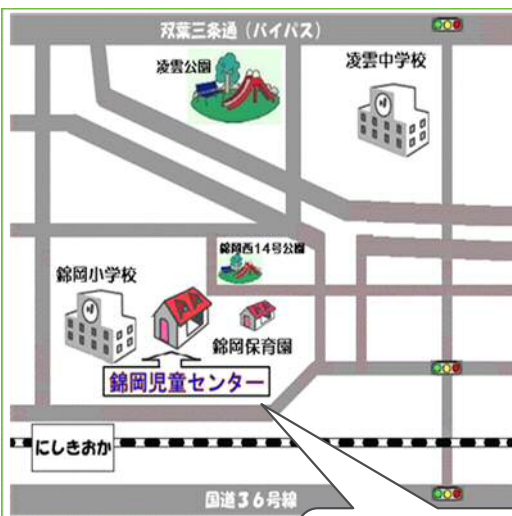 双葉三条通（バイパス）
凌雲公園
凌雲中学校
錦岡西14号公園
錦岡小学校
錦岡保育園
錦岡児童センター
にしきおか
国道36号線